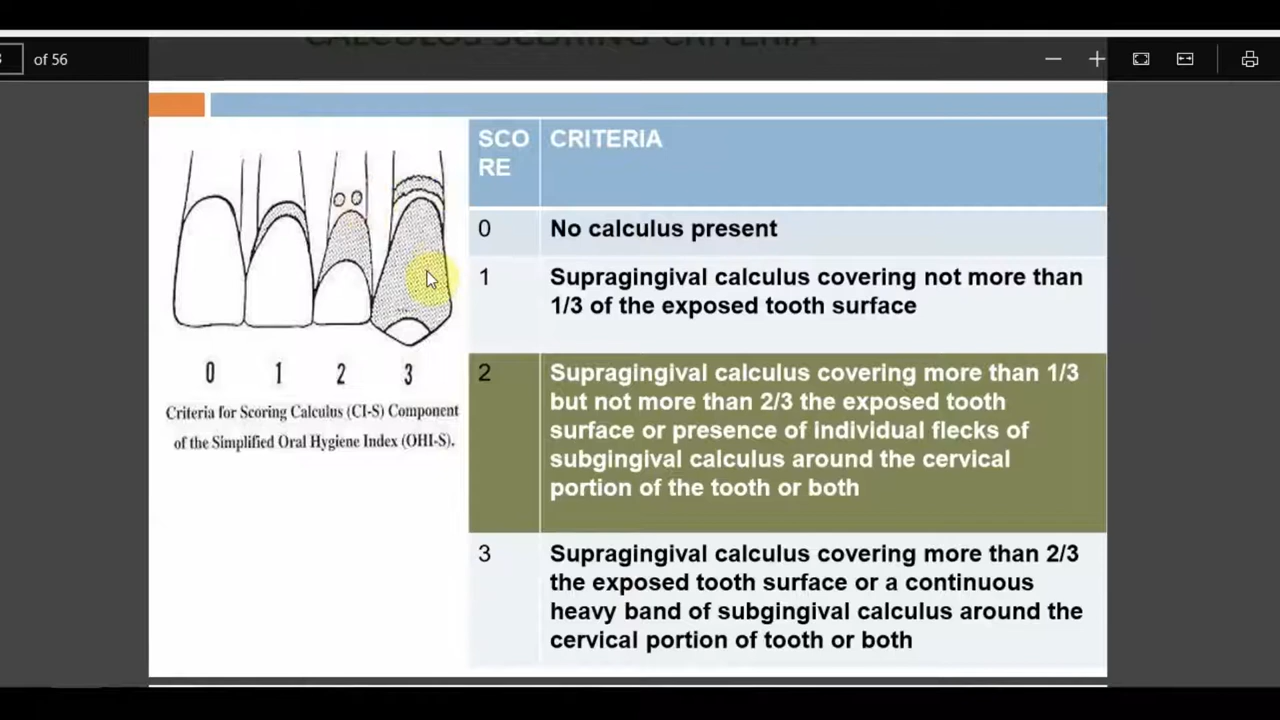 CALCULUS SCORING CRITERIA
of 56
SCO
RE
CRITERIA
0
No calculus present
1
Supragingival calculus covering not more than
1/3 of the exposed tooth surface
2
Supragingival calculus covering more than 1/3
but not more than 2/3 the exposed tooth
surface or presence of individual flecks of
subgingival calculus around the cervical
portion of the tooth or both
3
Supragingival calculus covering more than 2/3
the exposed tooth surface or a continuous
heavy band of subgingival calculus around the
cervical portion of tooth or both
0 1 2 3
Criteria for Scoring Calculus (CI-S) Component
of the Simplified Oral Hygiene Index (OHI-S).